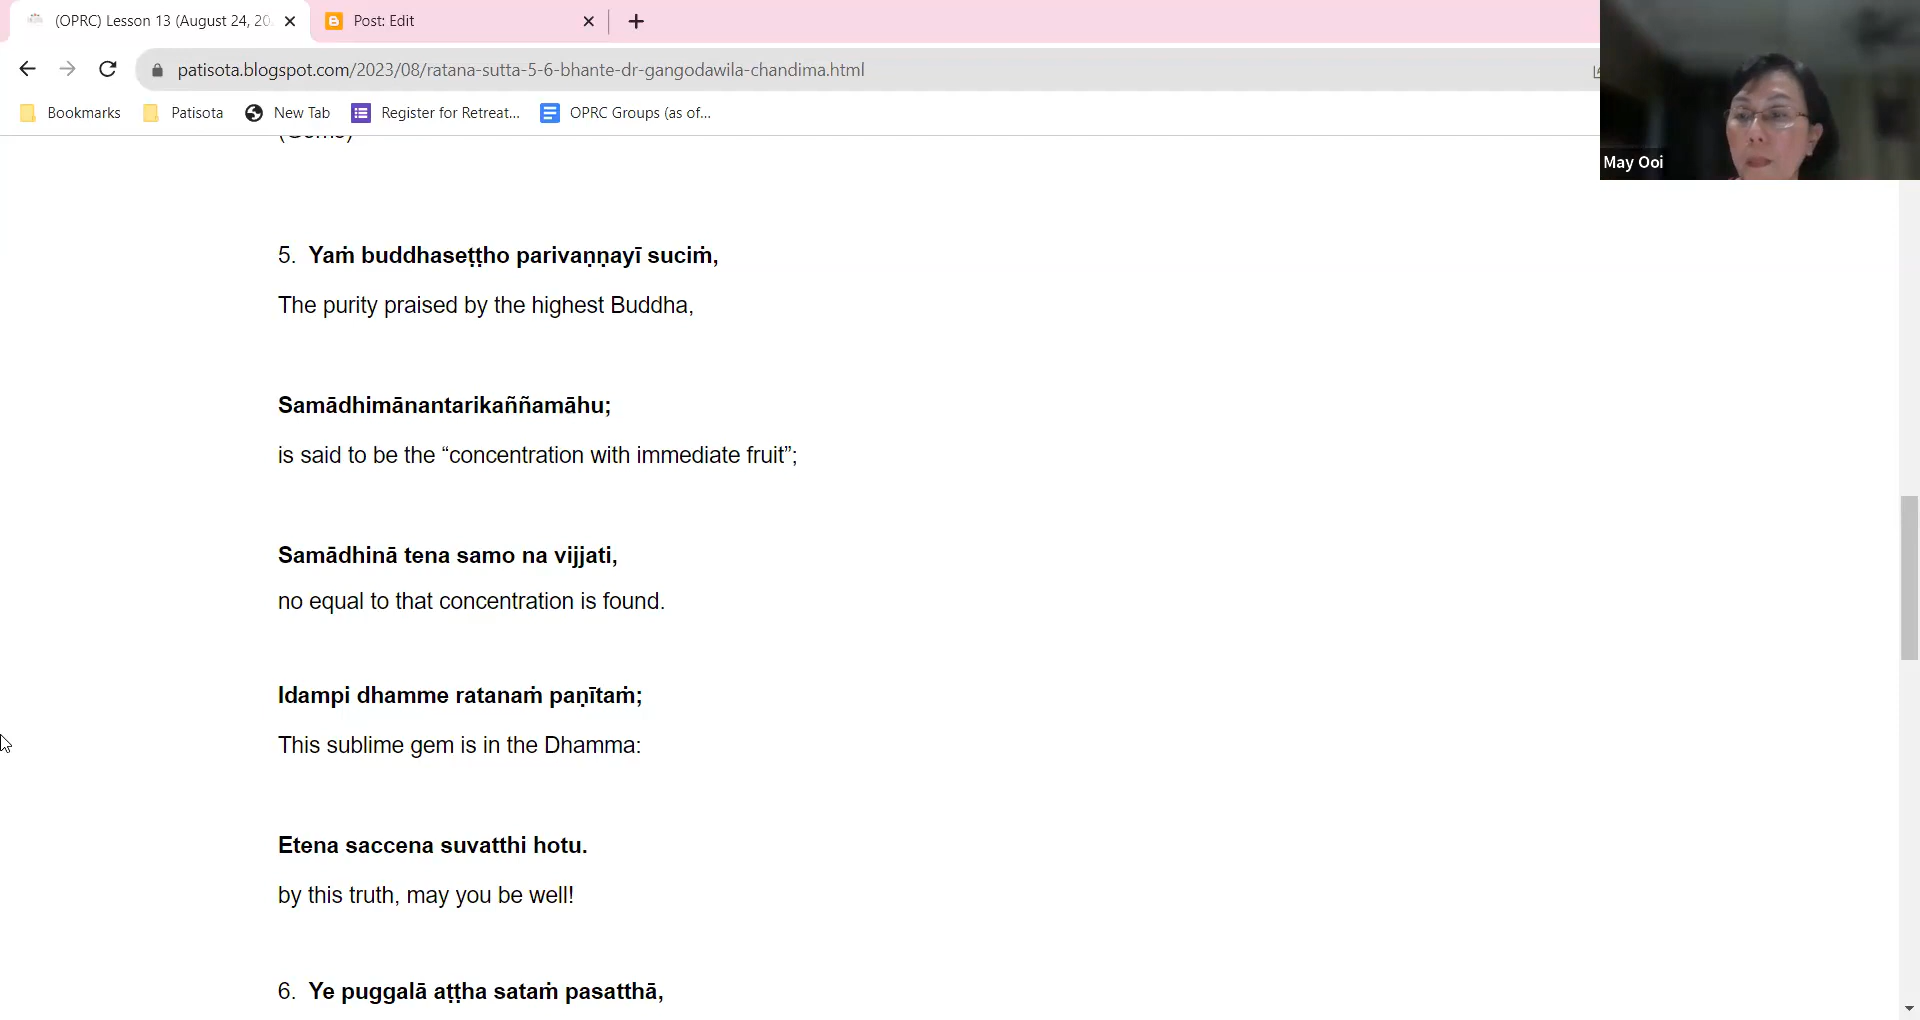 (OPRC) Lesson 13 (August 24, 20
Post: Edit
patisota.blogspot.com/2023/08/ratana-sutta-5-6-bhante-dr-gangodawila-chandima.html
Bookmarks
Patisota
New Tab
Register for Retreat...
OPRC Groups (as of...
May Ooi
5. Yaṁ buddhaseṭṭho parivaṇṇayī suciṁ,
The purity praised by the highest Buddha,
Samādhimānantarikaññamāhu;
is said to be the “concentration with immediate fruit”;
Samādhinā tena samo na vijjati,
no equal to that concentration is found.
Idampi dhamme ratanaṁ paṇītaṁ;
This sublime gem is in the Dhamma:
Etena saccena suvatthi hotu.
by this truth, may you be well!
6. Ye puggalā aṭṭha sataṁ pasatthā,